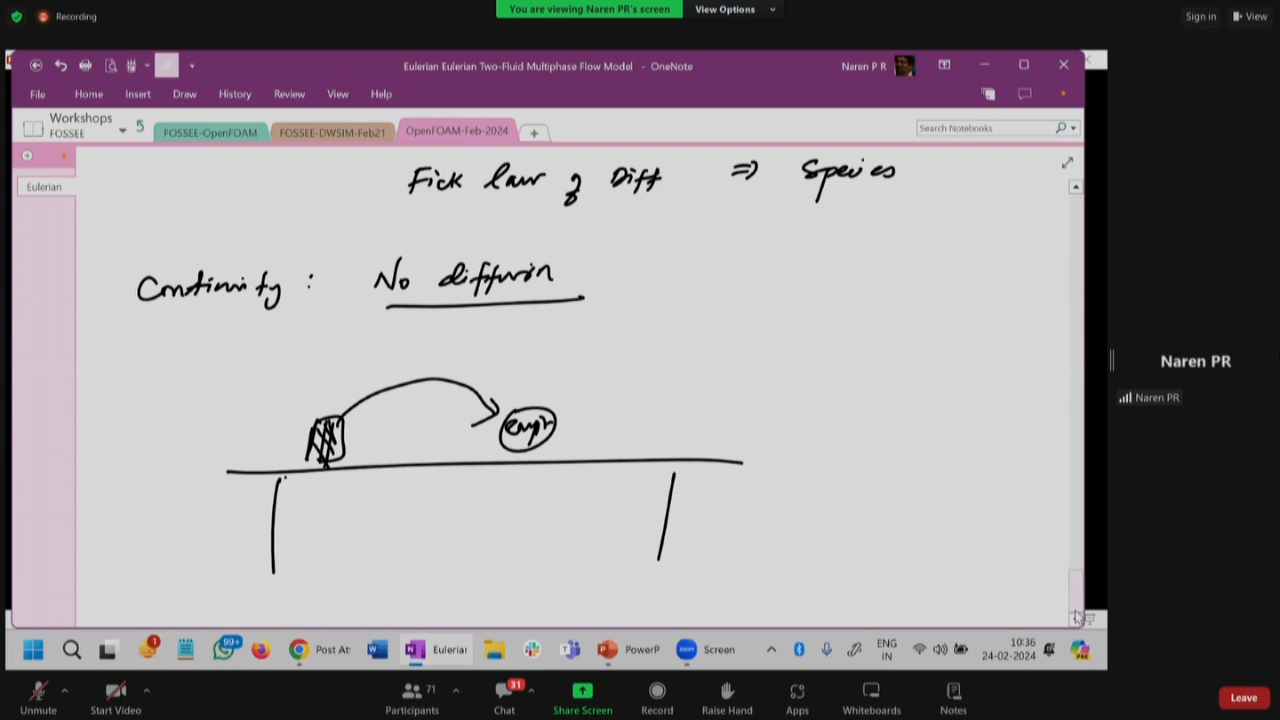 You are viewing Naren PR's screen
View Options
Recording
Sign in
View
Eulerian Eulerian Two-Fluid Multiphase Flow Model - OneNote
Naren P R
File
Home
Insert
Draw
History
Review
View
Help
Workshops
FOSSEE
FOSSEE-OpenFOAM
FOSSEE-DWSIM-Feb21
OpenFOAM-Feb-2024
Search Notebooks
Eulerian
Fick law of Diff ⇒ Species
Continuity : No diffusion
Naren PR
Naren PR
99+
1
Post At
Eulerian
PowerP
Screen
ENG
IN
10:36
24-02-2024
PRE
Unmute
Start Video
71
Participants
31
Chat
Share Screen
Record
Raise Hand
Apps
Whiteboards
Notes
Leave